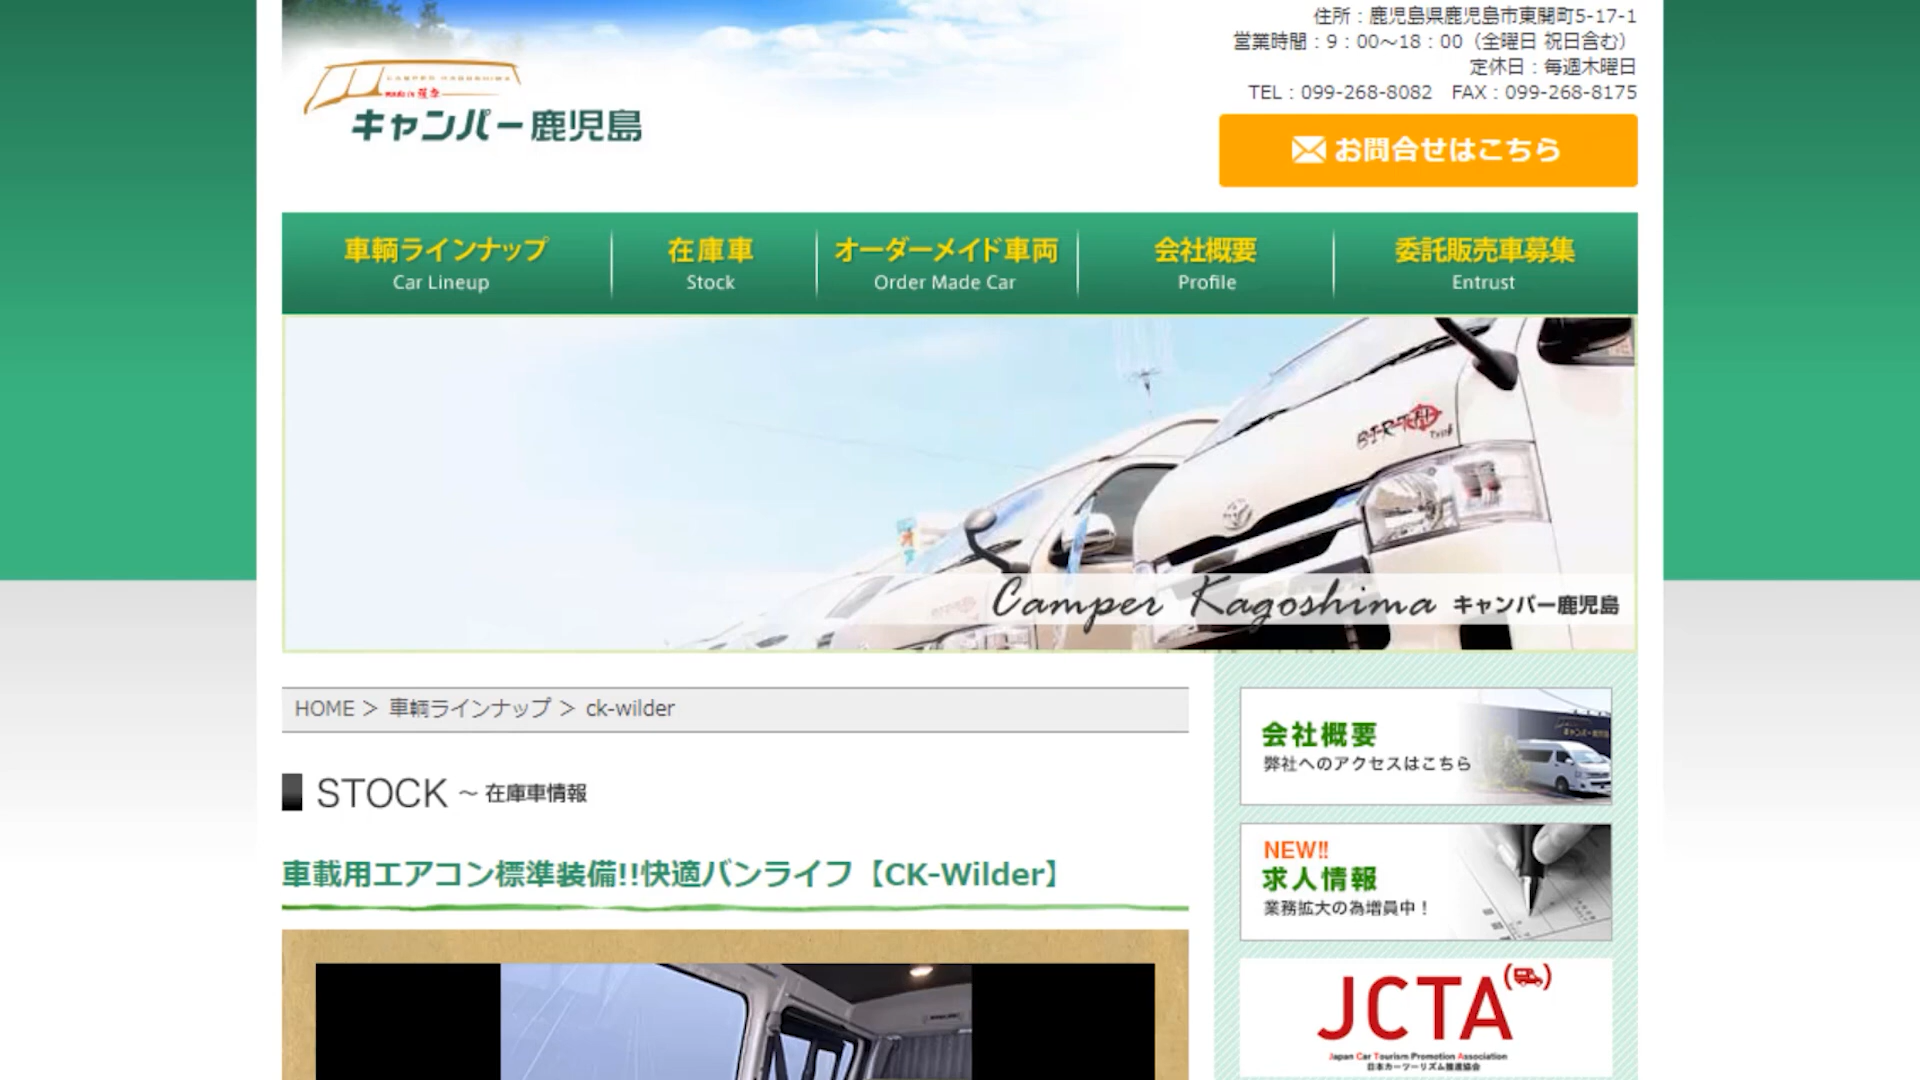 住所：鹿児島県鹿児島市東開町5-17-1
営業時間：9：00～18：00（全曜日 祝日含む）
定休日：毎週木曜日
TEL：099-268-8082　FAX：099-268-8175
CAMPER KAGOSHIMA
made in 薩摩
キャンパー鹿児島
お問合せはこちら
車輌ラインナップ
Car Lineup
在庫車
Stock
オーダーメイド車両
Order Made Car
会社概要
Profile
委託販売車募集
Entrust
Camper Kagoshima キャンパー鹿児島
HOME ＞ 車輌ラインナップ ＞ ck-wilder
STOCK ～ 在庫車情報
車載用エアコン標準装備!!快適バンライフ【CK-Wilder】
会社概要
弊社へのアクセスはこちら
NEW!!
求人情報
業務拡大の為増員中！
JCTA
Japan Car Tourism Promotion Association
日本カーツーリズム推進協会